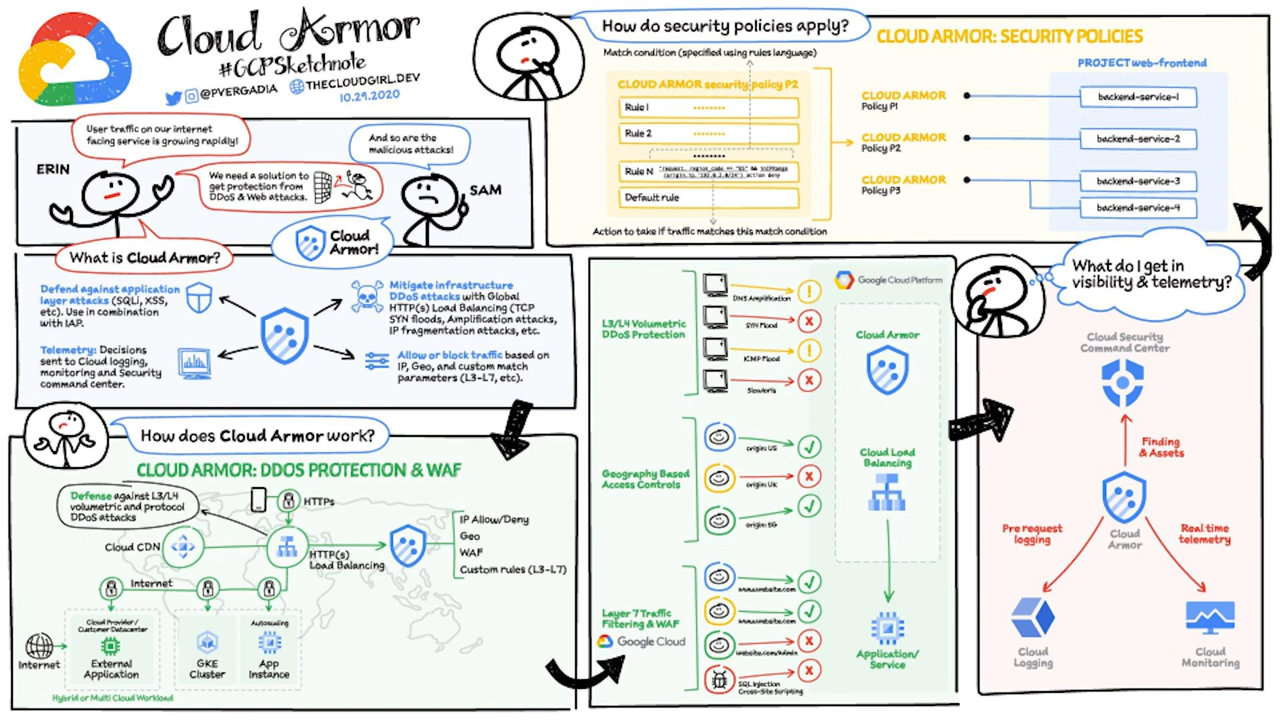 Cloud Armor
#GCPSketchnote
@PVERGADIA THECLOUDGIRL.DEV
10.29.2020
User traffic on our internet
facing service is growing rapidly!
And so are the
malicious attacks!
ERIN
We need a solution to
get protection from
DDoS & Web attacks.
SAM
Cloud
Armor!
What is Cloud Armor?
Defend against application
layer attacks (SQLi, XSS,
etc). Use in combination
with IAP.
Mitigate infrastructure
DDoS attacks with Global
HTTP(s) Load Balancing (TCP
SYN floods, Amplification attacks,
IP fragmentation attacks, etc.
Telemetry: Decisions
sent to Cloud logging,
monitoring and Security
command center.
Allow or block traffic based on
IP, Geo, and custom match
parameters (L3-L7, etc).
How does Cloud Armor work?
CLOUD ARMOR: DDOS PROTECTION & WAF
Defense against L3/L4
volumetric and protocol
DDoS attacks
HTTPs
Cloud CDN
HTTP(s)
Load Balancing
IP Allow/Deny
Geo
WAF
Custom rules (L3-L7)
Internet
Cloud Provider/
Customer Datacenter
External
Application
GKE
Cluster
Autoscaling
App
Instance
Internet
Hybrid or Multi Cloud Workload
L3/L4 Volumetric
DDoS Protection
DNS Amplification
SYN Flood
ICMP Flood
Slowloris
Geography Based
Access Controls
origin: US
origin: UK
origin: SG
Layer 7 Traffic
Filtering & WAF
Google Cloud
www.website.com
www.website.com
website.com/admin
SQL Injection
Cross-Site Scripting
Google Cloud Platform
Cloud Armor
Cloud Load
Balancing
Application/
Service
How do security policies apply?
CLOUD ARMOR: SECURITY POLICIES
Match condition (specified using rules language)
CLOUD ARMOR security policy P2
Rule 1
Rule 2
Rule N
Default rule
Action to take if traffic matches this match condition
PROJECT web-frontend
CLOUD ARMOR
Policy P1
backend-service-1
CLOUD ARMOR
Policy P2
backend-service-2
CLOUD ARMOR
Policy P3
backend-service-3
backend-service-4
What do I get in
visibility & telemetry?
Cloud Security
Command Center
Finding
& Assets
Cloud
Armor
Pre request
logging
Real time
telemetry
Cloud
Logging
Cloud
Monitoring